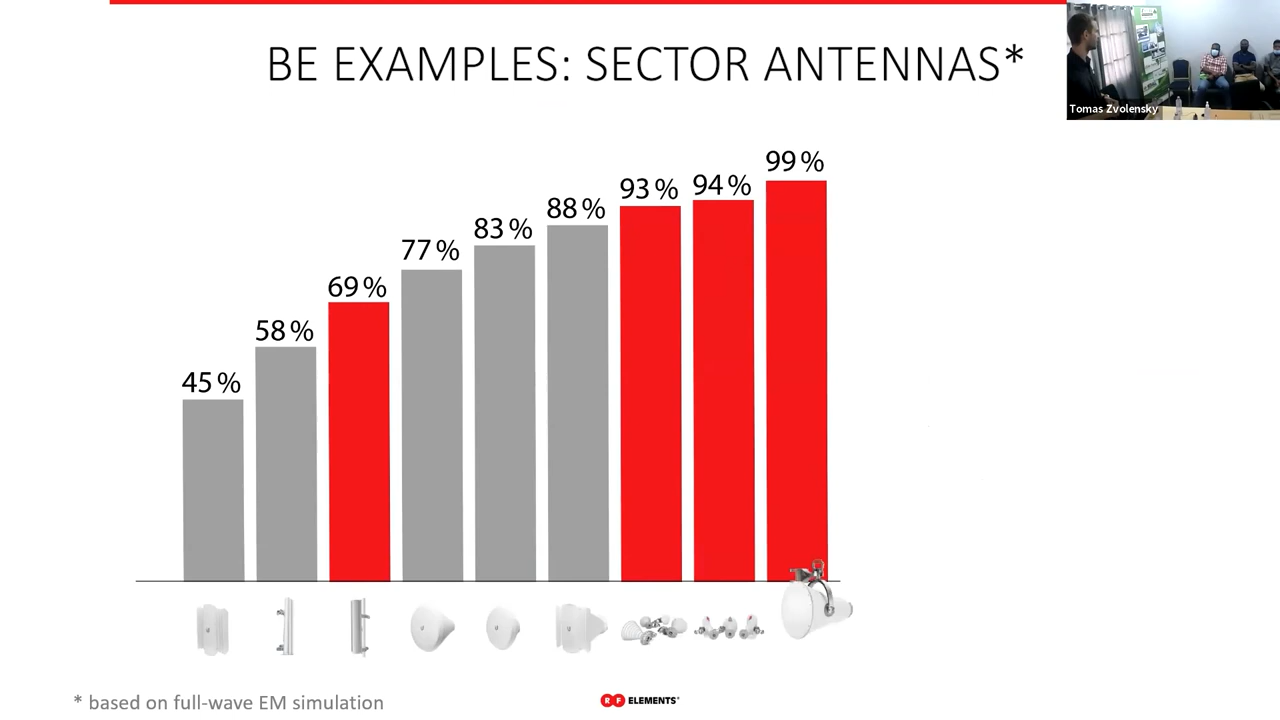 BE EXAMPLES: SECTOR ANTENNAS*
Tomas Zvolensky
45 %
58 %
69 %
77 %
83 %
88 %
93 %
94 %
99 %
* based on full-wave EM simulation
RF ELEMENTS®